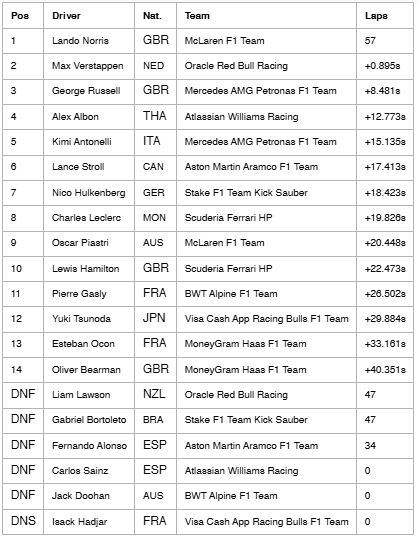 Pos Driver Nat. Team Laps
1 Lando Norris GBR McLaren F1 Team 57
2 Max Verstappen NED Oracle Red Bull Racing +0.895s
3 George Russell GBR Mercedes AMG Petronas F1 Team +8.481s
4 Alex Albon THA Atlassian Williams Racing +12.773s
5 Kimi Antonelli ITA Mercedes AMG Petronas F1 Team +15.135s
6 Lance Stroll CAN Aston Martin Aramco F1 Team +17.413s
7 Nico Hulkenberg GER Stake F1 Team Kick Sauber +18.423s
8 Charles Leclerc MON Scuderia Ferrari HP +19.826s
9 Oscar Piastri AUS McLaren F1 Team +20.448s
10 Lewis Hamilton GBR Scuderia Ferrari HP +22.473s
11 Pierre Gasly FRA BWT Alpine F1 Team +26.502s
12 Yuki Tsunoda JPN Visa Cash App Racing Bulls F1 Team +29.884s
13 Esteban Ocon FRA MoneyGram Haas F1 Team +33.161s
14 Oliver Bearman GBR MoneyGram Haas F1 Team +40.351s
DNF Liam Lawson NZL Oracle Red Bull Racing 47
DNF Gabriel Bortoleto BRA Stake F1 Team Kick Sauber 47
DNF Fernando Alonso ESP Aston Martin Aramco F1 Team 34
DNF Carlos Sainz ESP Atlassian Williams Racing 0
DNF Jack Doohan AUS BWT Alpine F1 Team 0
DNS Isack Hadjar FRA Visa Cash App Racing Bulls F1 Team 0